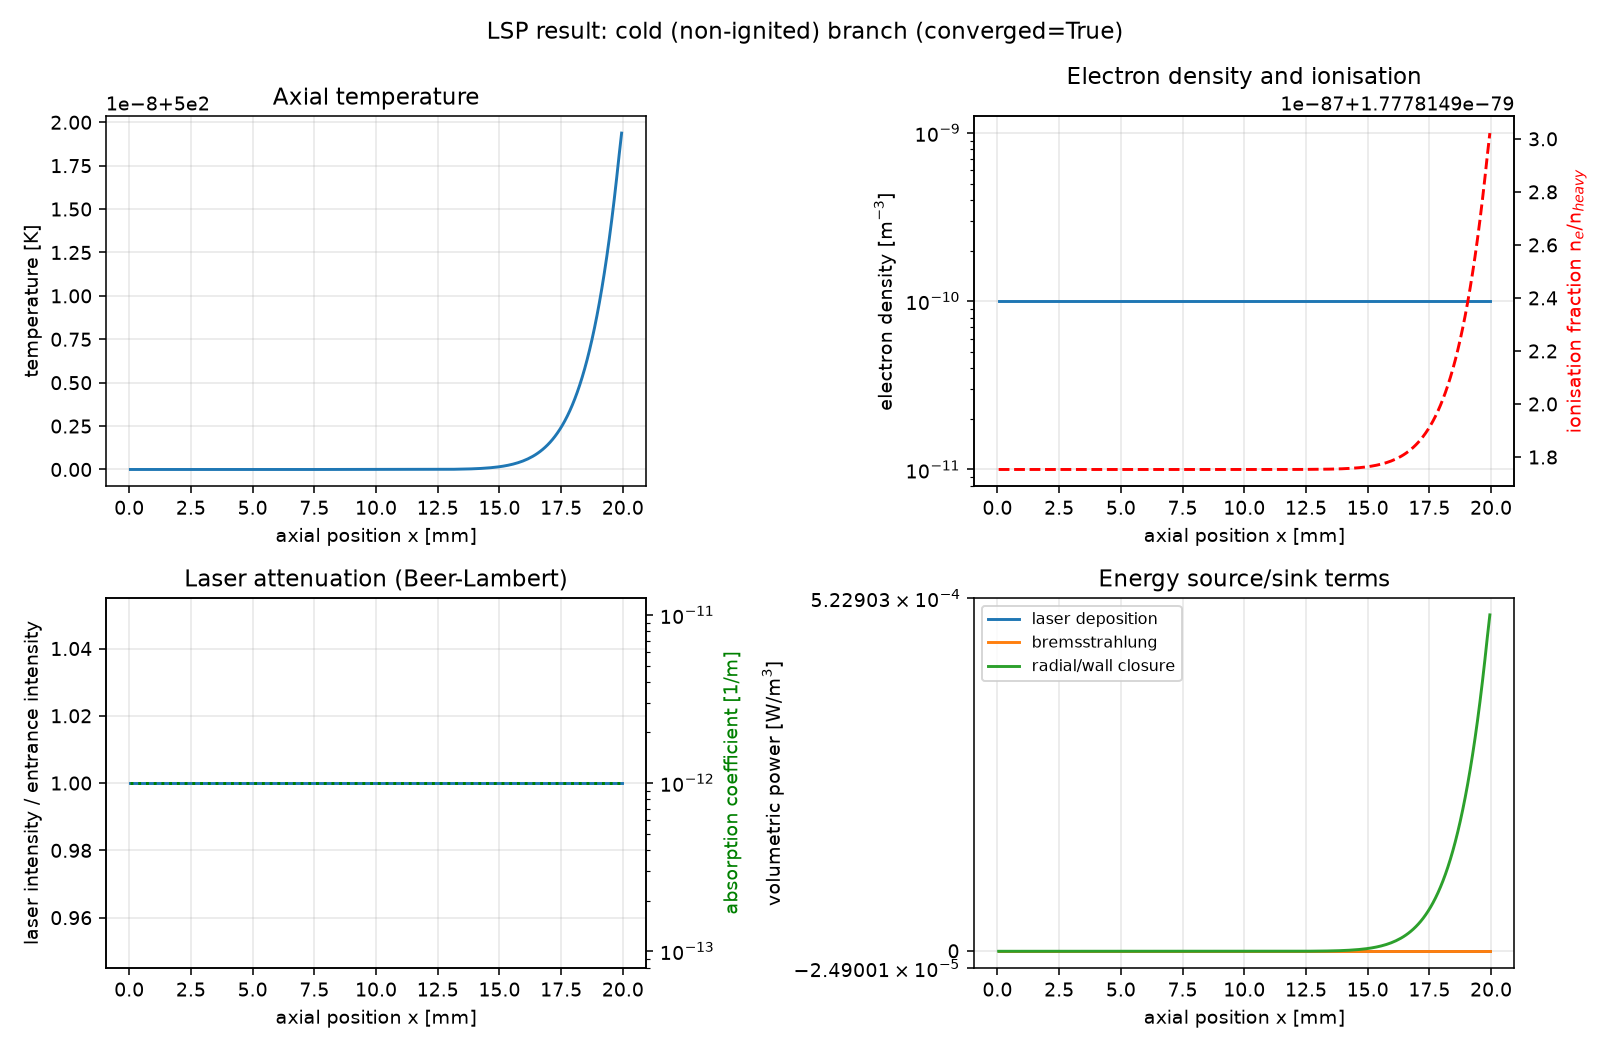 LSP result: cold (non-ignited) branch (converged=True)
Axial temperature
1e-8+5e2
2.00
1.75
1.50
1.25
1.00
0.75
0.50
0.25
0.00
temperature [K]
0.0 2.5 5.0 7.5 10.0 12.5 15.0 17.5 20.0
axial position x [mm]
Electron density and ionisation
1e-87+1.7778149e-79
10⁻⁹
10⁻¹⁰
10⁻¹¹
electron density [m⁻³]
3.0
2.8
2.6
2.4
2.2
2.0
1.8
ionisation fraction nₑ/n_heavy
0.0 2.5 5.0 7.5 10.0 12.5 15.0 17.5 20.0
axial position x [mm]
Laser attenuation (Beer-Lambert)
1.04
1.02
1.00
0.98
0.96
laser intensity / entrance intensity
10⁻¹¹
10⁻¹²
10⁻¹³
absorption coefficient [1/m]
0.0 2.5 5.0 7.5 10.0 12.5 15.0 17.5 20.0
axial position x [mm]
Energy source/sink terms
5.22903 × 10⁻⁴
0
−2.49001 × 10⁻⁵
volumetric power [W/m³]
laser deposition
bremsstrahlung
radial/wall closure
0.0 2.5 5.0 7.5 10.0 12.5 15.0 17.5 20.0
axial position x [mm]